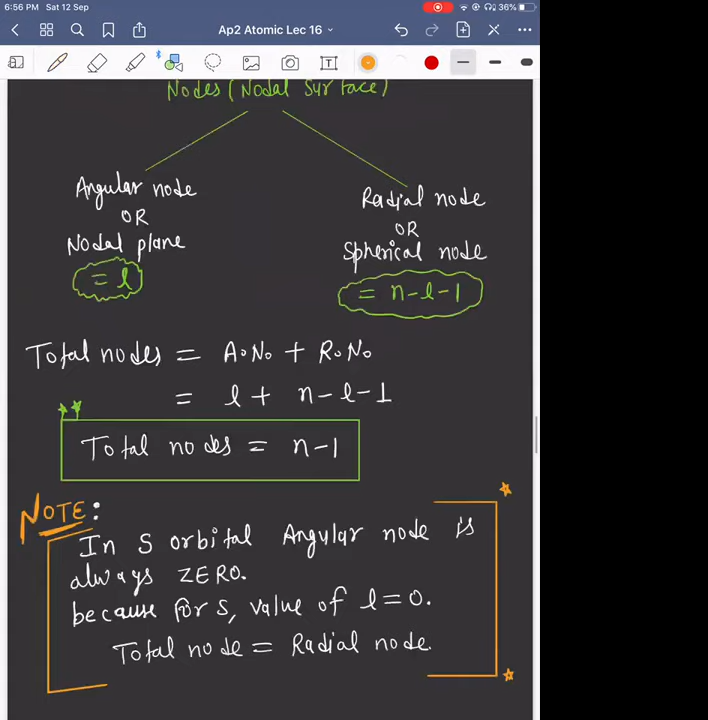 6:56 PM Sat 12 Sep
36%
Ap2 Atomic Lec 16
T
Nodes (Nodal Surface)
Angular node
OR
Nodal plane
= l
Radial node
OR
Spherical node
= n-l-1
Total nodes = A.No + R.No
= l + n-l-1
Total nodes = n-1
NOTE:
In S orbital Angular node is
always ZERO.
because for S, value of l=0.
Total node = Radial node.